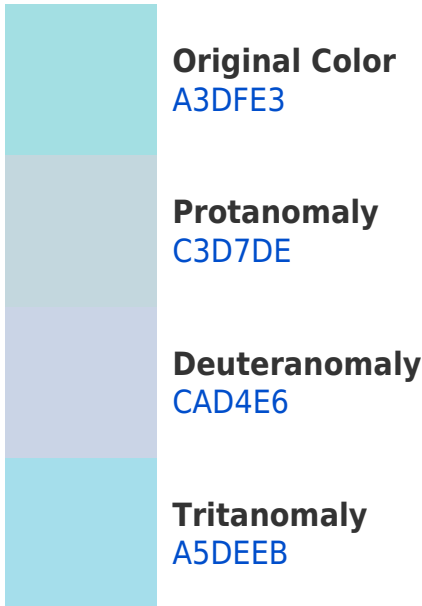 Original Color
A3DFE3
Protanomaly
C3D7DE
Deuteranomaly
CAD4E6
Tritanomaly
A5DEEB